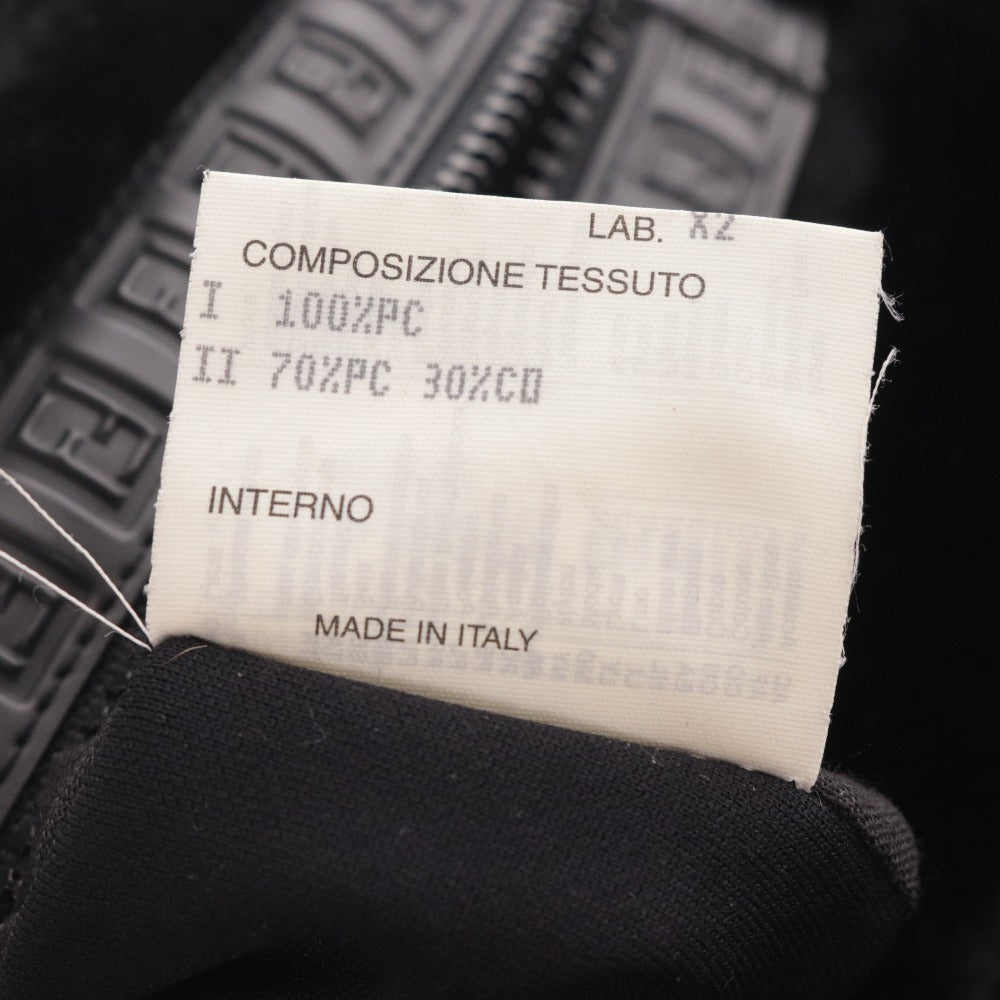 LAB. X2
COMPOSIZIONE TESSUTO
I 100%PC
II 70%PC 30%CO
INTERNO
MADE IN ITALY